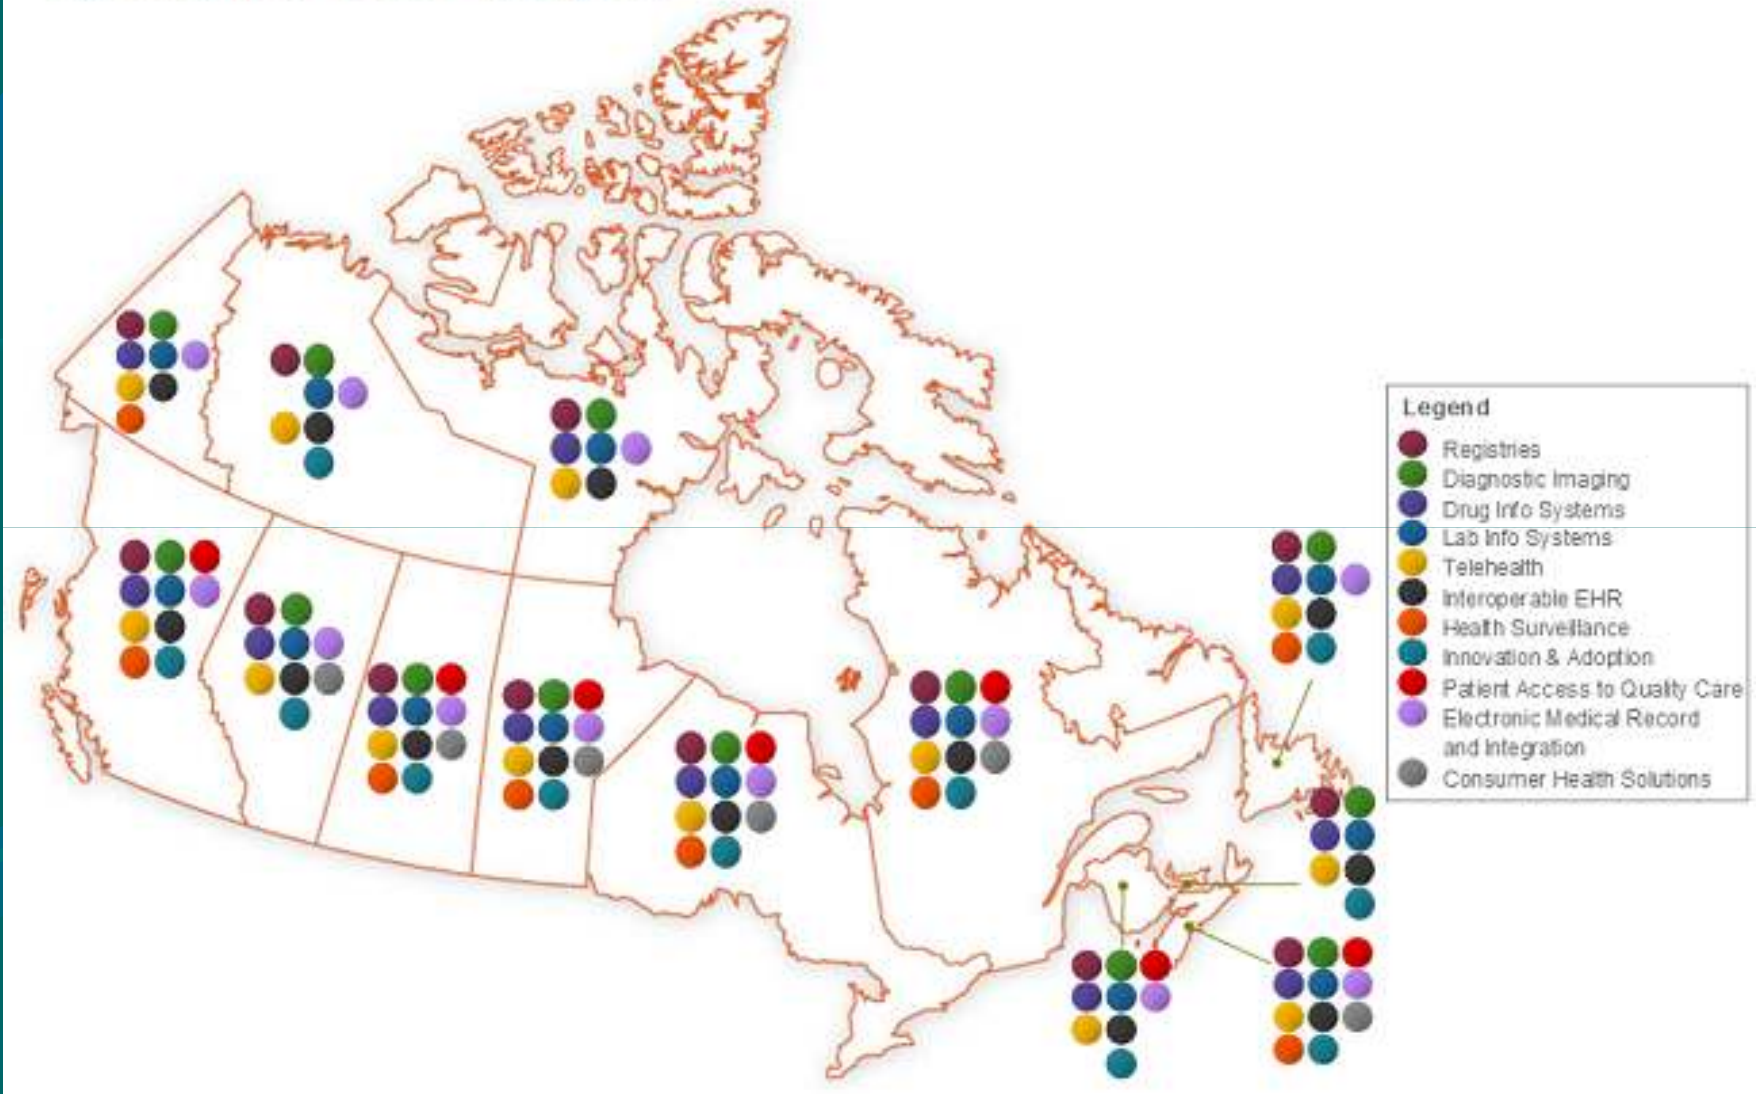 Legend
Registries
Diagnostic Imaging
Drug Info Systems
Lab Info Systems
Telehealth
Interoperable EHR
Health Surveillance
Innovation & Adoption
Patient Access to Quality Care
Electronic Medical Record
and Integration
Consumer Health Solutions